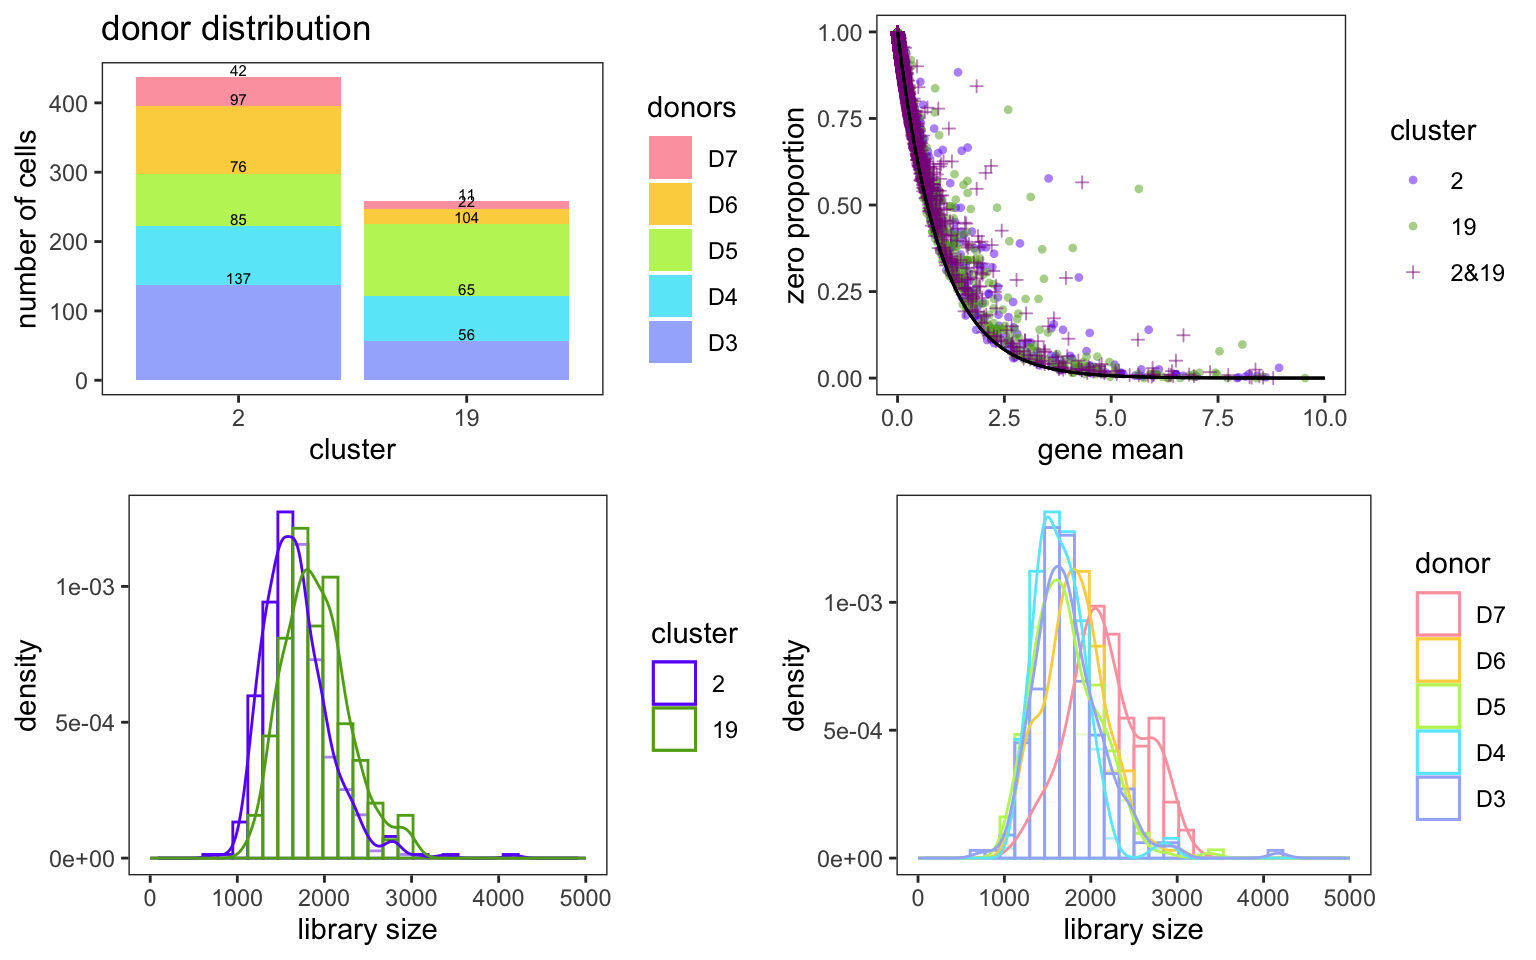 donor distribution
number of cells
400
300
200
100
0
42
97
76
85
137
11
22
104
65
56
2
19
cluster
donors
D7
D6
D5
D4
D3
zero proportion
1.00
0.75
0.50
0.25
0.00
0.0
2.5
5.0
7.5
10.0
gene mean
cluster
2
19
2&19
density
1e-03
5e-04
0e+00
0
1000
2000
3000
4000
5000
library size
cluster
2
19
density
1e-03
5e-04
0e+00
0
1000
2000
3000
4000
5000
library size
donor
D7
D6
D5
D4
D3